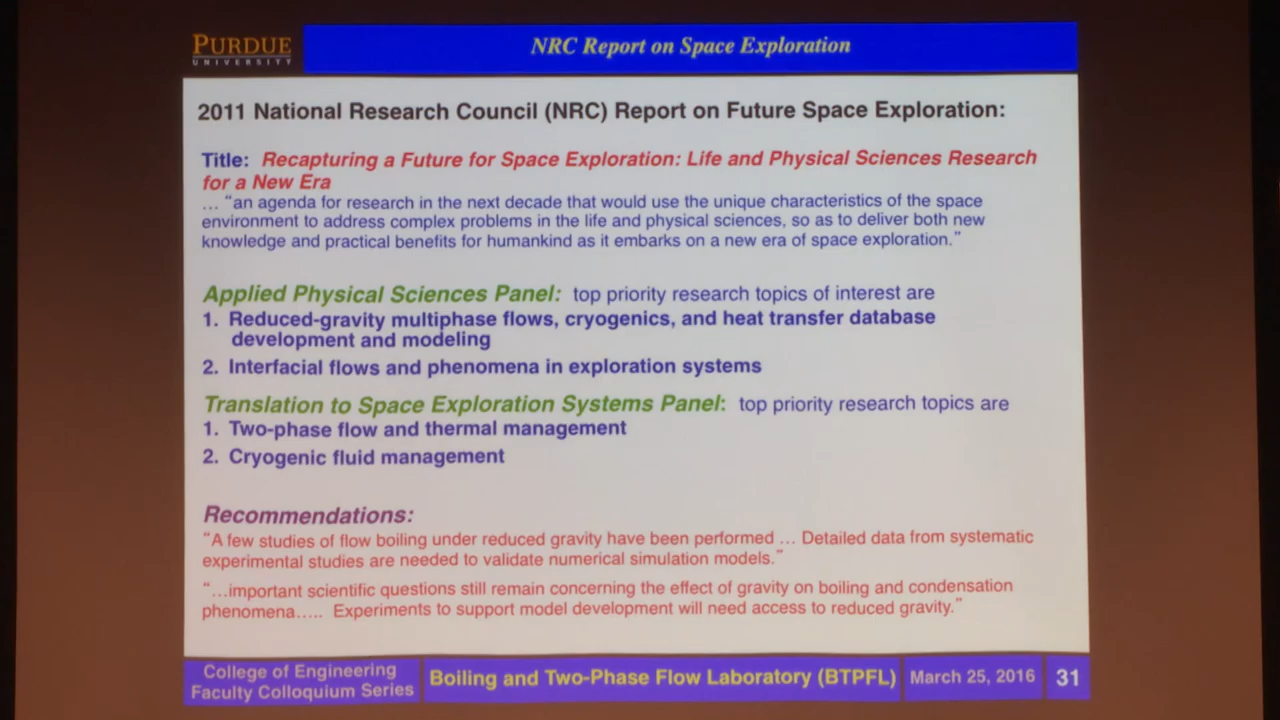 PURDUE
UNIVERSITY
NRC Report on Space Exploration
2011 National Research Council (NRC) Report on Future Space Exploration:
Title: Recapturing a Future for Space Exploration: Life and Physical Sciences Research
for a New Era
… “an agenda for research in the next decade that would use the unique characteristics of the space
environment to address complex problems in the life and physical sciences, so as to deliver both new
knowledge and practical benefits for humankind as it embarks on a new era of space exploration.”
Applied Physical Sciences Panel: top priority research topics of interest are
1. Reduced-gravity multiphase flows, cryogenics, and heat transfer database
development and modeling
2. Interfacial flows and phenomena in exploration systems
Translation to Space Exploration Systems Panel: top priority research topics are
1. Two-phase flow and thermal management
2. Cryogenic fluid management
Recommendations:
“A few studies of flow boiling under reduced gravity have been performed … Detailed data from systematic
experimental studies are needed to validate numerical simulation models.”
“…important scientific questions still remain concerning the effect of gravity on boiling and condensation
phenomena….. Experiments to support model development will need access to reduced gravity.”
College of Engineering
Faculty Colloquium Series
Boiling and Two-Phase Flow Laboratory (BTPFL)
March 25, 2016
31